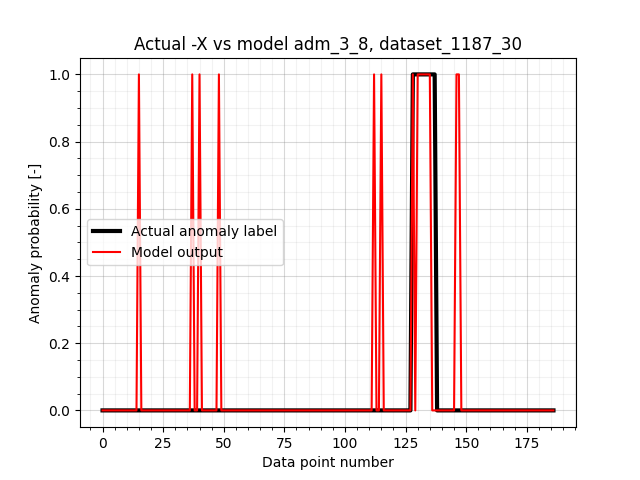 Actual -X vs model adm_3_8, dataset_1187_30
1.0
0.8
0.6
0.4
0.2
0.0
Anomaly probability [-]
Actual anomaly label
Model output
0 25 50 75 100 125 150 175
Data point number